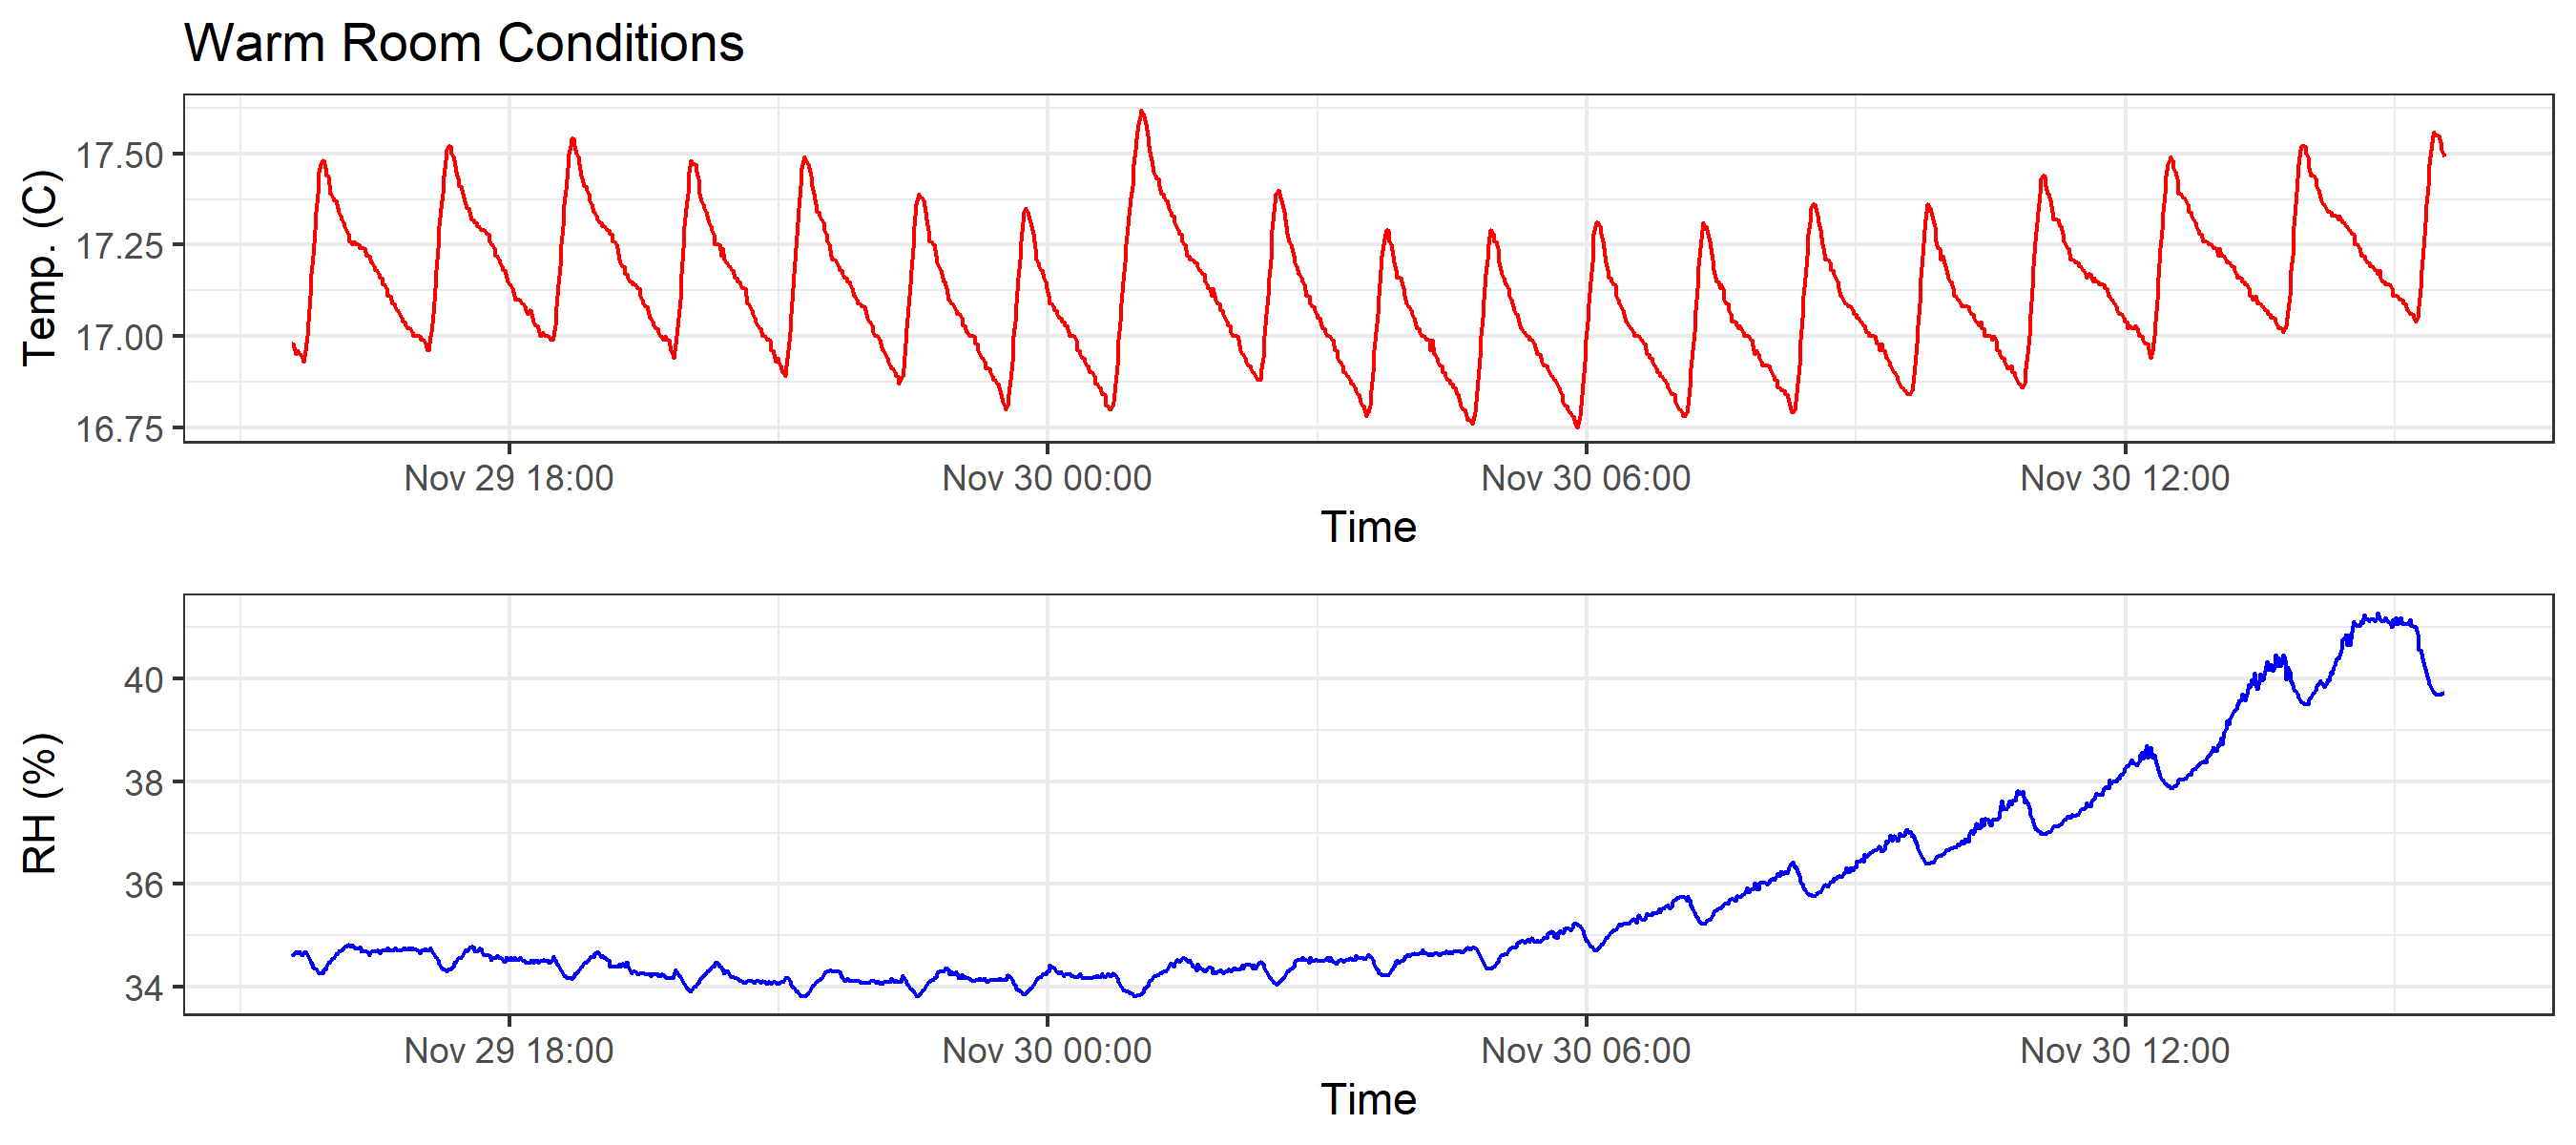 Warm Room Conditions
Temp. (C)
17.50
17.25
17.00
16.75
Nov 29 18:00 Nov 30 00:00 Nov 30 06:00 Nov 30 12:00
Time
RH (%)
40
38
36
34
Nov 29 18:00 Nov 30 00:00 Nov 30 06:00 Nov 30 12:00
Time